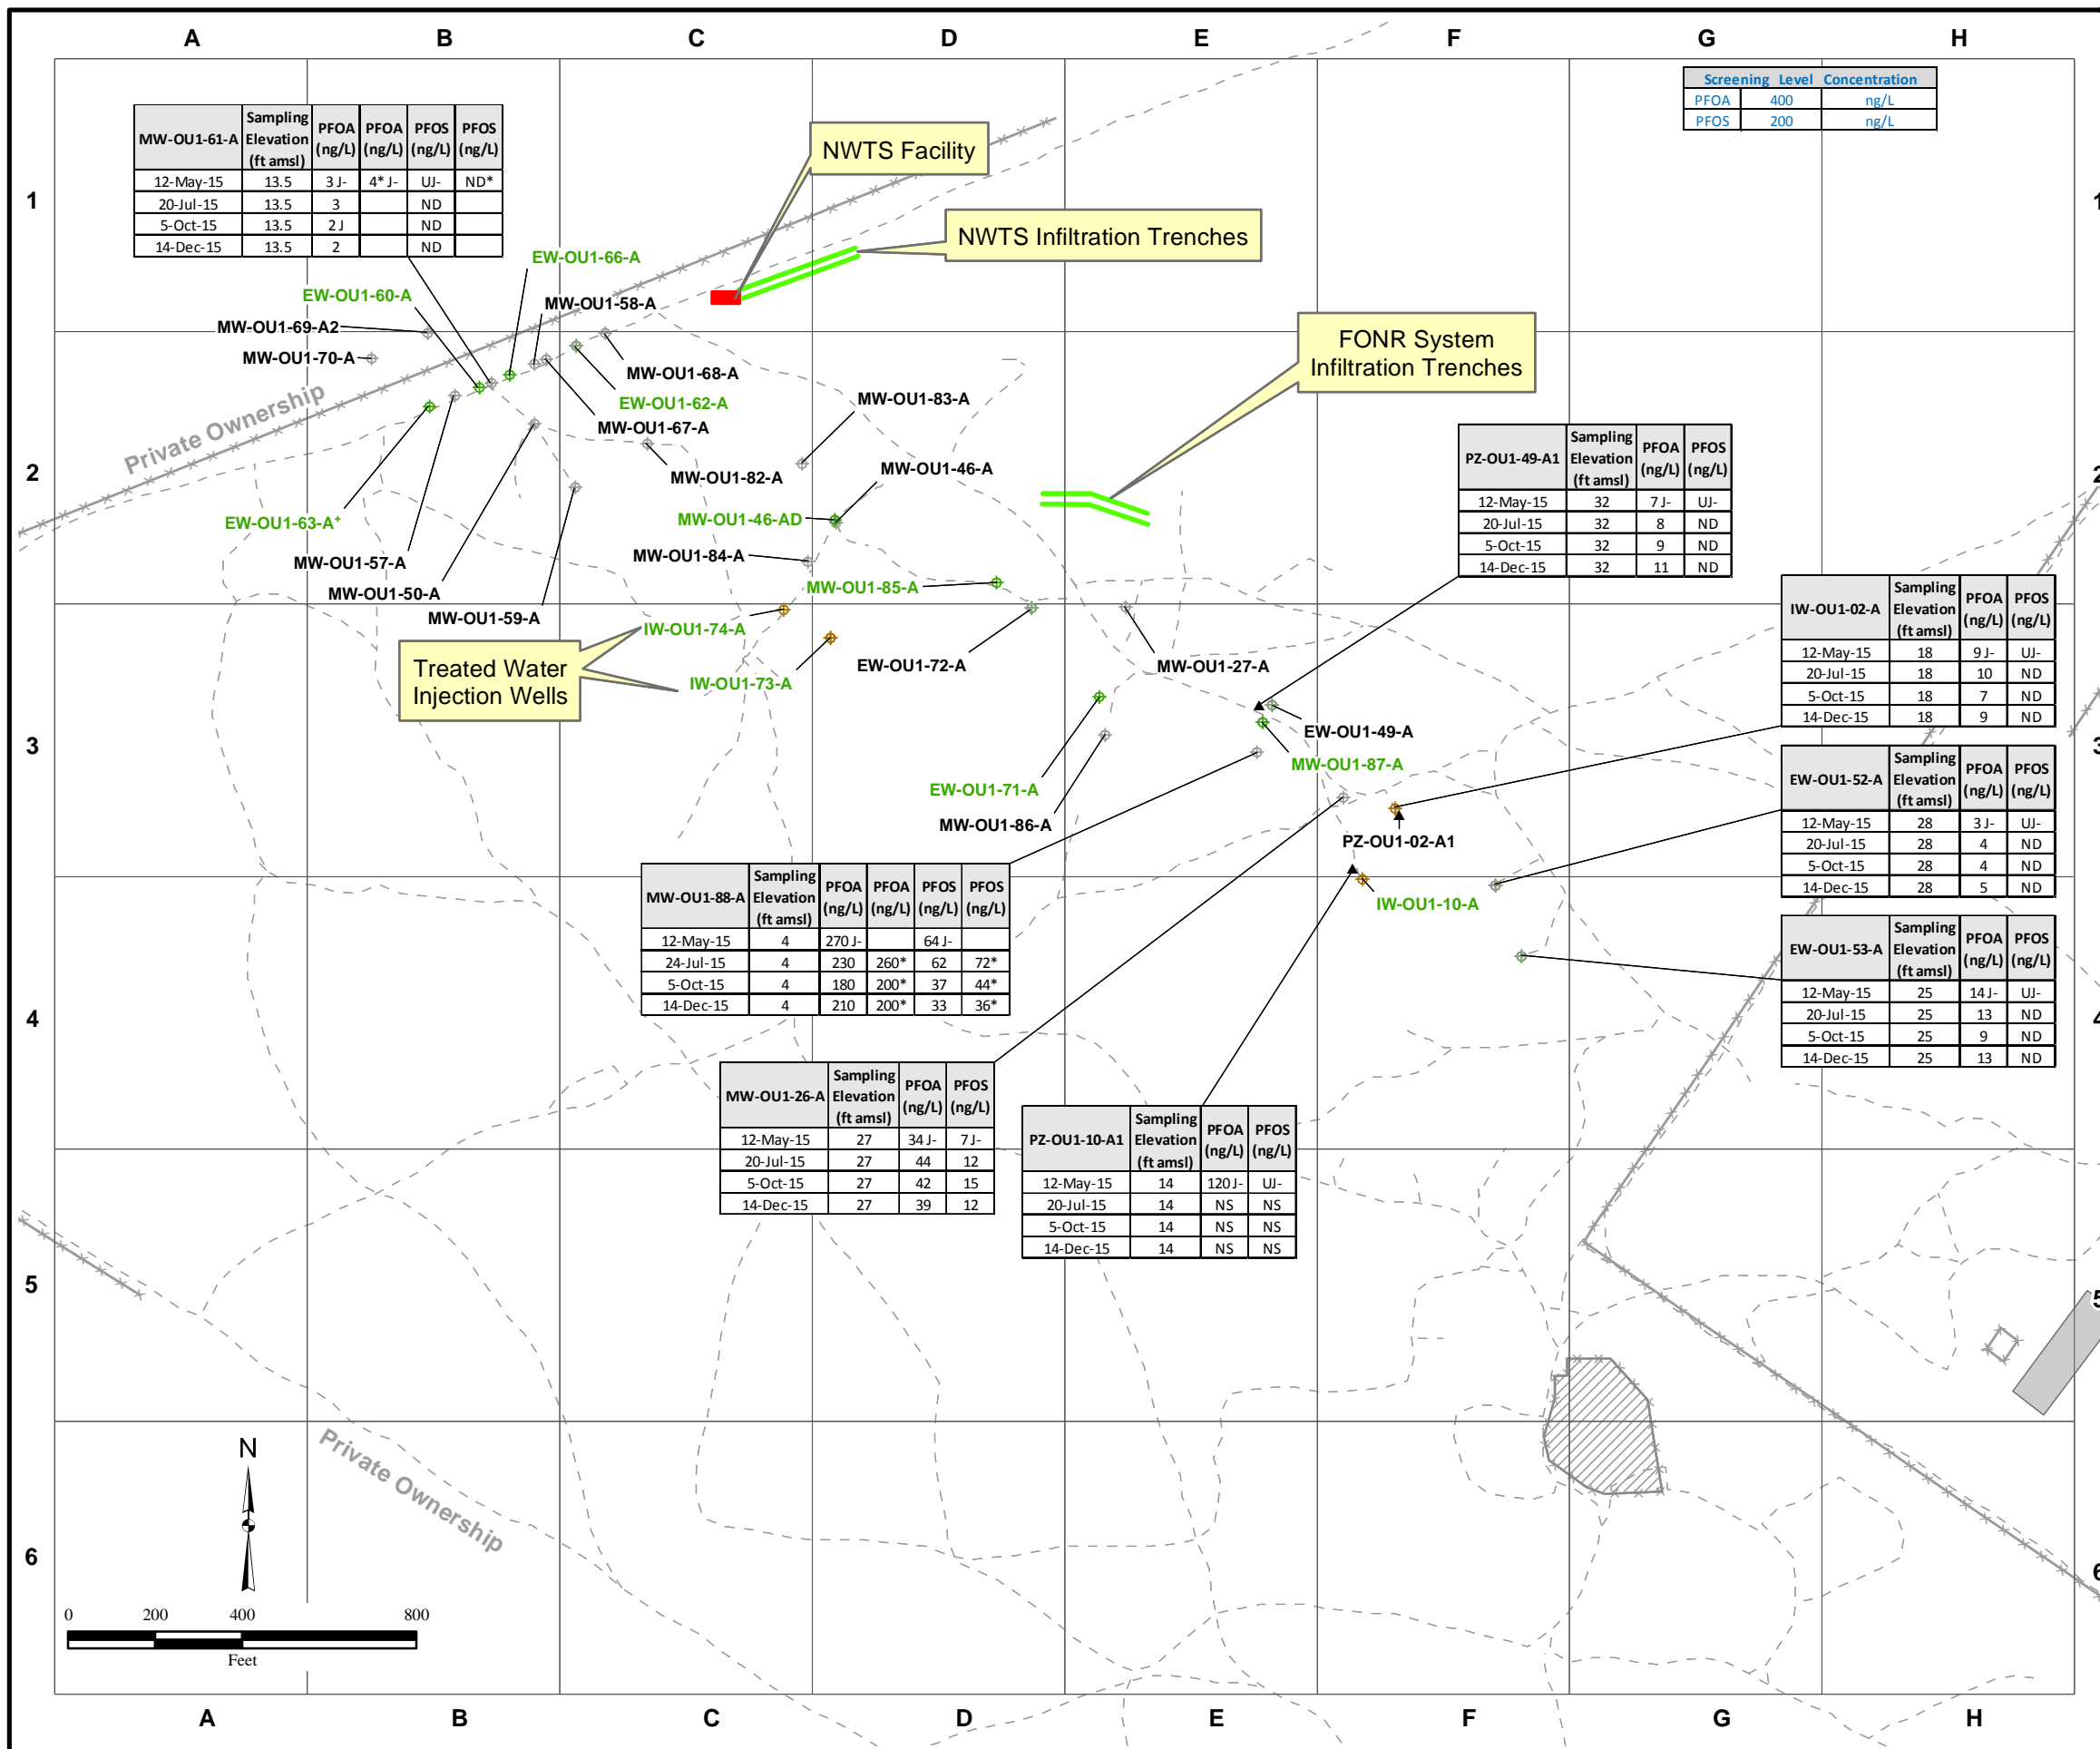 A B C D E F G H
Screening Level Concentration
PFOA 400 ng/L
PFOS 200 ng/L
MW-OU1-61-A Sampling Elevation (ft amsl) PFOA (ng/L) PFOA (ng/L) PFOS (ng/L) PFOS (ng/L)
12-May-15 13.5 3 J- 4* J- UJ- ND*
20-Jul-15 13.5 3 ND
5-Oct-15 13.5 2 J ND
14-Dec-15 13.5 2 ND
NWTS Facility
1
1
NWTS Infiltration Trenches
EW-OU1-66-A
EW-OU1-60-A
MW-OU1-58-A
MW-OU1-69-A2
MW-OU1-70-A
FONR System
Infiltration Trenches
MW-OU1-68-A
EW-OU1-62-A
MW-OU1-83-A
Private Ownership
MW-OU1-67-A
MW-OU1-82-A
MW-OU1-46-A
2
2
EW-OU1-63-A+
MW-OU1-46-AD
MW-OU1-84-A
MW-OU1-57-A
MW-OU1-50-A
MW-OU1-85-A
MW-OU1-59-A
PZ-OU1-49-A1 Sampling Elevation (ft amsl) PFOA (ng/L) PFOS (ng/L)
12-May-15 32 7 J- UJ-
20-Jul-15 32 8 ND
5-Oct-15 32 9 ND
14-Dec-15 32 11 ND
IW-OU1-74-A
Treated Water
Injection Wells
EW-OU1-72-A
MW-OU1-27-A
IW-OU1-73-A
IW-OU1-02-A Sampling Elevation (ft amsl) PFOA (ng/L) PFOS (ng/L)
12-May-15 18 9 J- UJ-
20-Jul-15 18 10 ND
5-Oct-15 18 7 ND
14-Dec-15 18 9 ND
3
3
EW-OU1-49-A
MW-OU1-87-A
EW-OU1-71-A
MW-OU1-86-A
PZ-OU1-02-A1
EW-OU1-52-A Sampling Elevation (ft amsl) PFOA (ng/L) PFOS (ng/L)
12-May-15 28 3 J- UJ-
20-Jul-15 28 4 ND
5-Oct-15 28 4 ND
14-Dec-15 28 5 ND
IW-OU1-10-A
MW-OU1-88-A Sampling Elevation (ft amsl) PFOA (ng/L) PFOA (ng/L) PFOS (ng/L) PFOS (ng/L)
12-May-15 4 270 J- 64 J-
24-Jul-15 4 230 260* 62 72*
5-Oct-15 4 180 200* 37 44*
14-Dec-15 4 210 200* 33 36*
EW-OU1-53-A Sampling Elevation (ft amsl) PFOA (ng/L) PFOS (ng/L)
12-May-15 25 14 J- UJ-
20-Jul-15 25 13 ND
5-Oct-15 25 9 ND
14-Dec-15 25 13 ND
4
4
MW-OU1-26-A Sampling Elevation (ft amsl) PFOA (ng/L) PFOS (ng/L)
12-May-15 27 34 J- 7 J-
20-Jul-15 27 44 12
5-Oct-15 27 42 15
14-Dec-15 27 39 12
PZ-OU1-10-A1 Sampling Elevation (ft amsl) PFOA (ng/L) PFOS (ng/L)
12-May-15 14 120 J- UJ-
20-Jul-15 14 NS NS
5-Oct-15 14 NS NS
14-Dec-15 14 NS NS
5
5
N
Private Ownership
6
6
0 200 400 800
Feet
A B C D E F G H